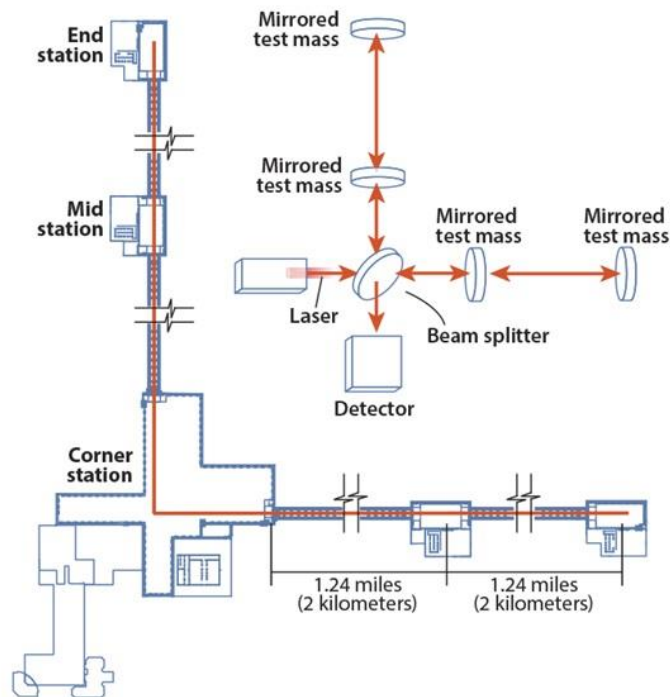 End
station
Mirrored
test mass
Mid
station
Mirrored
test mass
Mirrored
test mass
Mirrored
test mass
Laser
Beam splitter
Detector
Corner
station
1.24 miles
(2 kilometers)
1.24 miles
(2 kilometers)